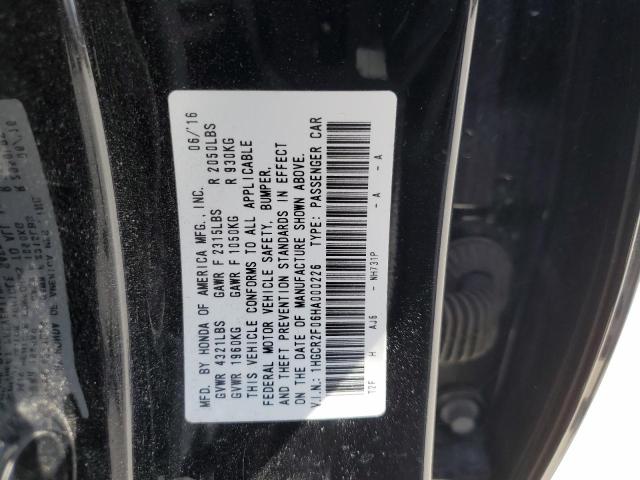 MFD. BY HONDA OF AMERICA MFG., INC. 06/'16
GVWR 4321LBS GAWR F 2315LBS R 2050LBS
GVWR 1960KG GAWR F 1050KG R 930KG
THIS VEHICLE CONFORMS TO ALL APPLICABLE
FEDERAL MOTOR VEHICLE SAFETY, BUMPER,
AND THEFT PREVENTION STANDARDS IN EFFECT
ON THE DATE OF MANUFACTURE SHOWN ABOVE.
V.I.N.: 1HGCR2F06HA000226 TYPE: PASSENGER CAR
T2F H AJ6 - NH731P - A - A